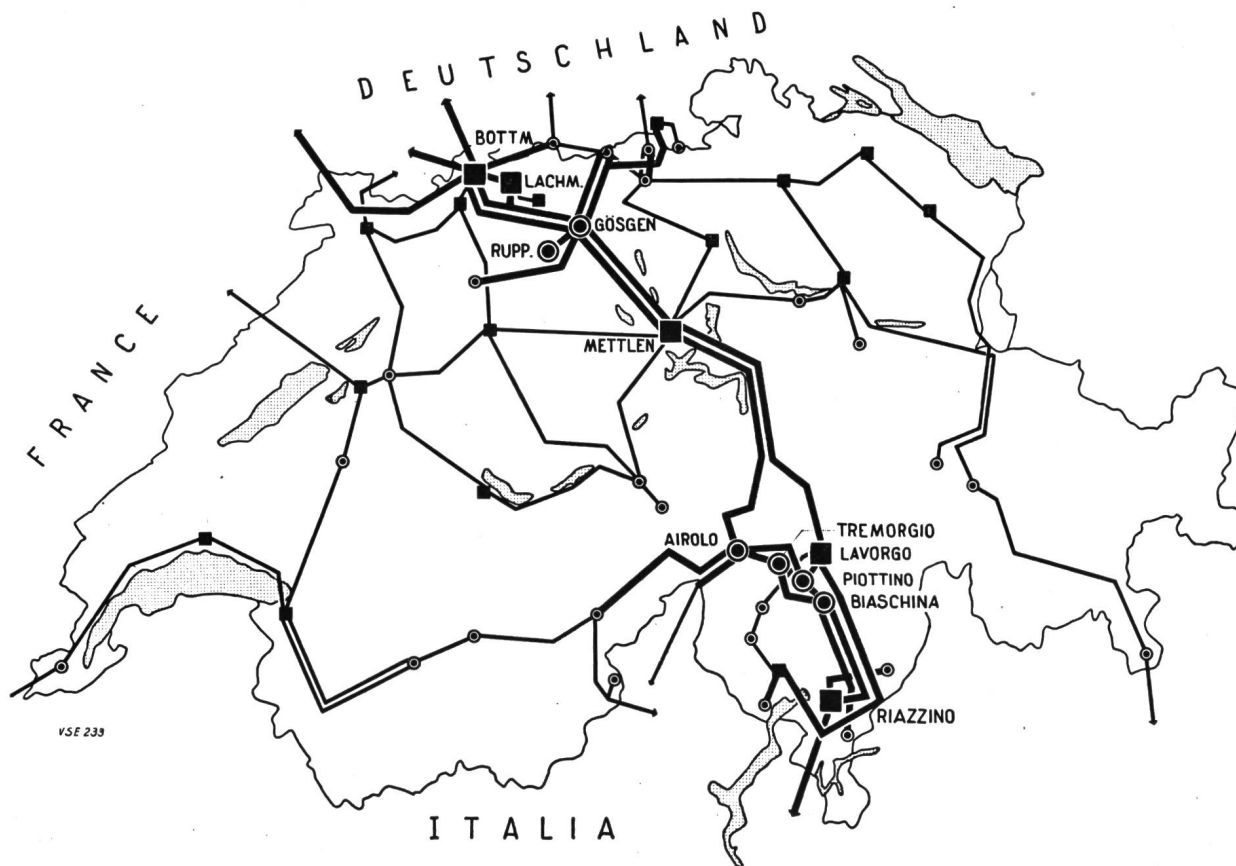 DEUTSCHLAND
BOTTM.
LACHM.
GÖSGEN
RUPP.
FRANCE
METTLEN
TREMORGIO
AIROLO
LAVORGO
PIOTTINO
BIASCHINA
RIAZZINO
VSE 239
ITALIA